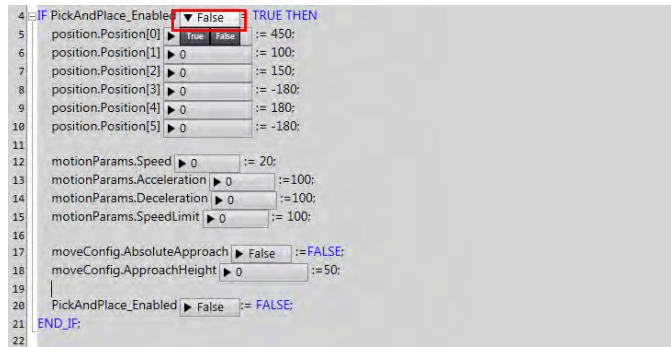 4 IF PickAndPlace_Enabled ▼ False = TRUE THEN
5 position.Position[0] ▶ True False := 450;
6 position.Position[1] ▶ 0 := 100;
7 position.Position[2] ▶ 0 := 150;
8 position.Position[3] ▶ 0 := -180;
9 position.Position[4] ▶ 0 := 180;
10 position.Position[5] ▶ 0 := -180;
11
12 motionParams.Speed ▶ 0 := 20;
13 motionParams.Acceleration ▶ 0 :=100;
14 motionParams.Deceleration ▶ 0 :=100;
15 motionParams.SpeedLimit ▶ 0 := 100;
16
17 moveConfig.AbsoluteApproach ▶ False :=FALSE;
18 moveConfig.ApproachHeight ▶ 0 :=50;
19
20 PickAndPlace_Enabled ▶ False := FALSE;
21 END_IF;
22